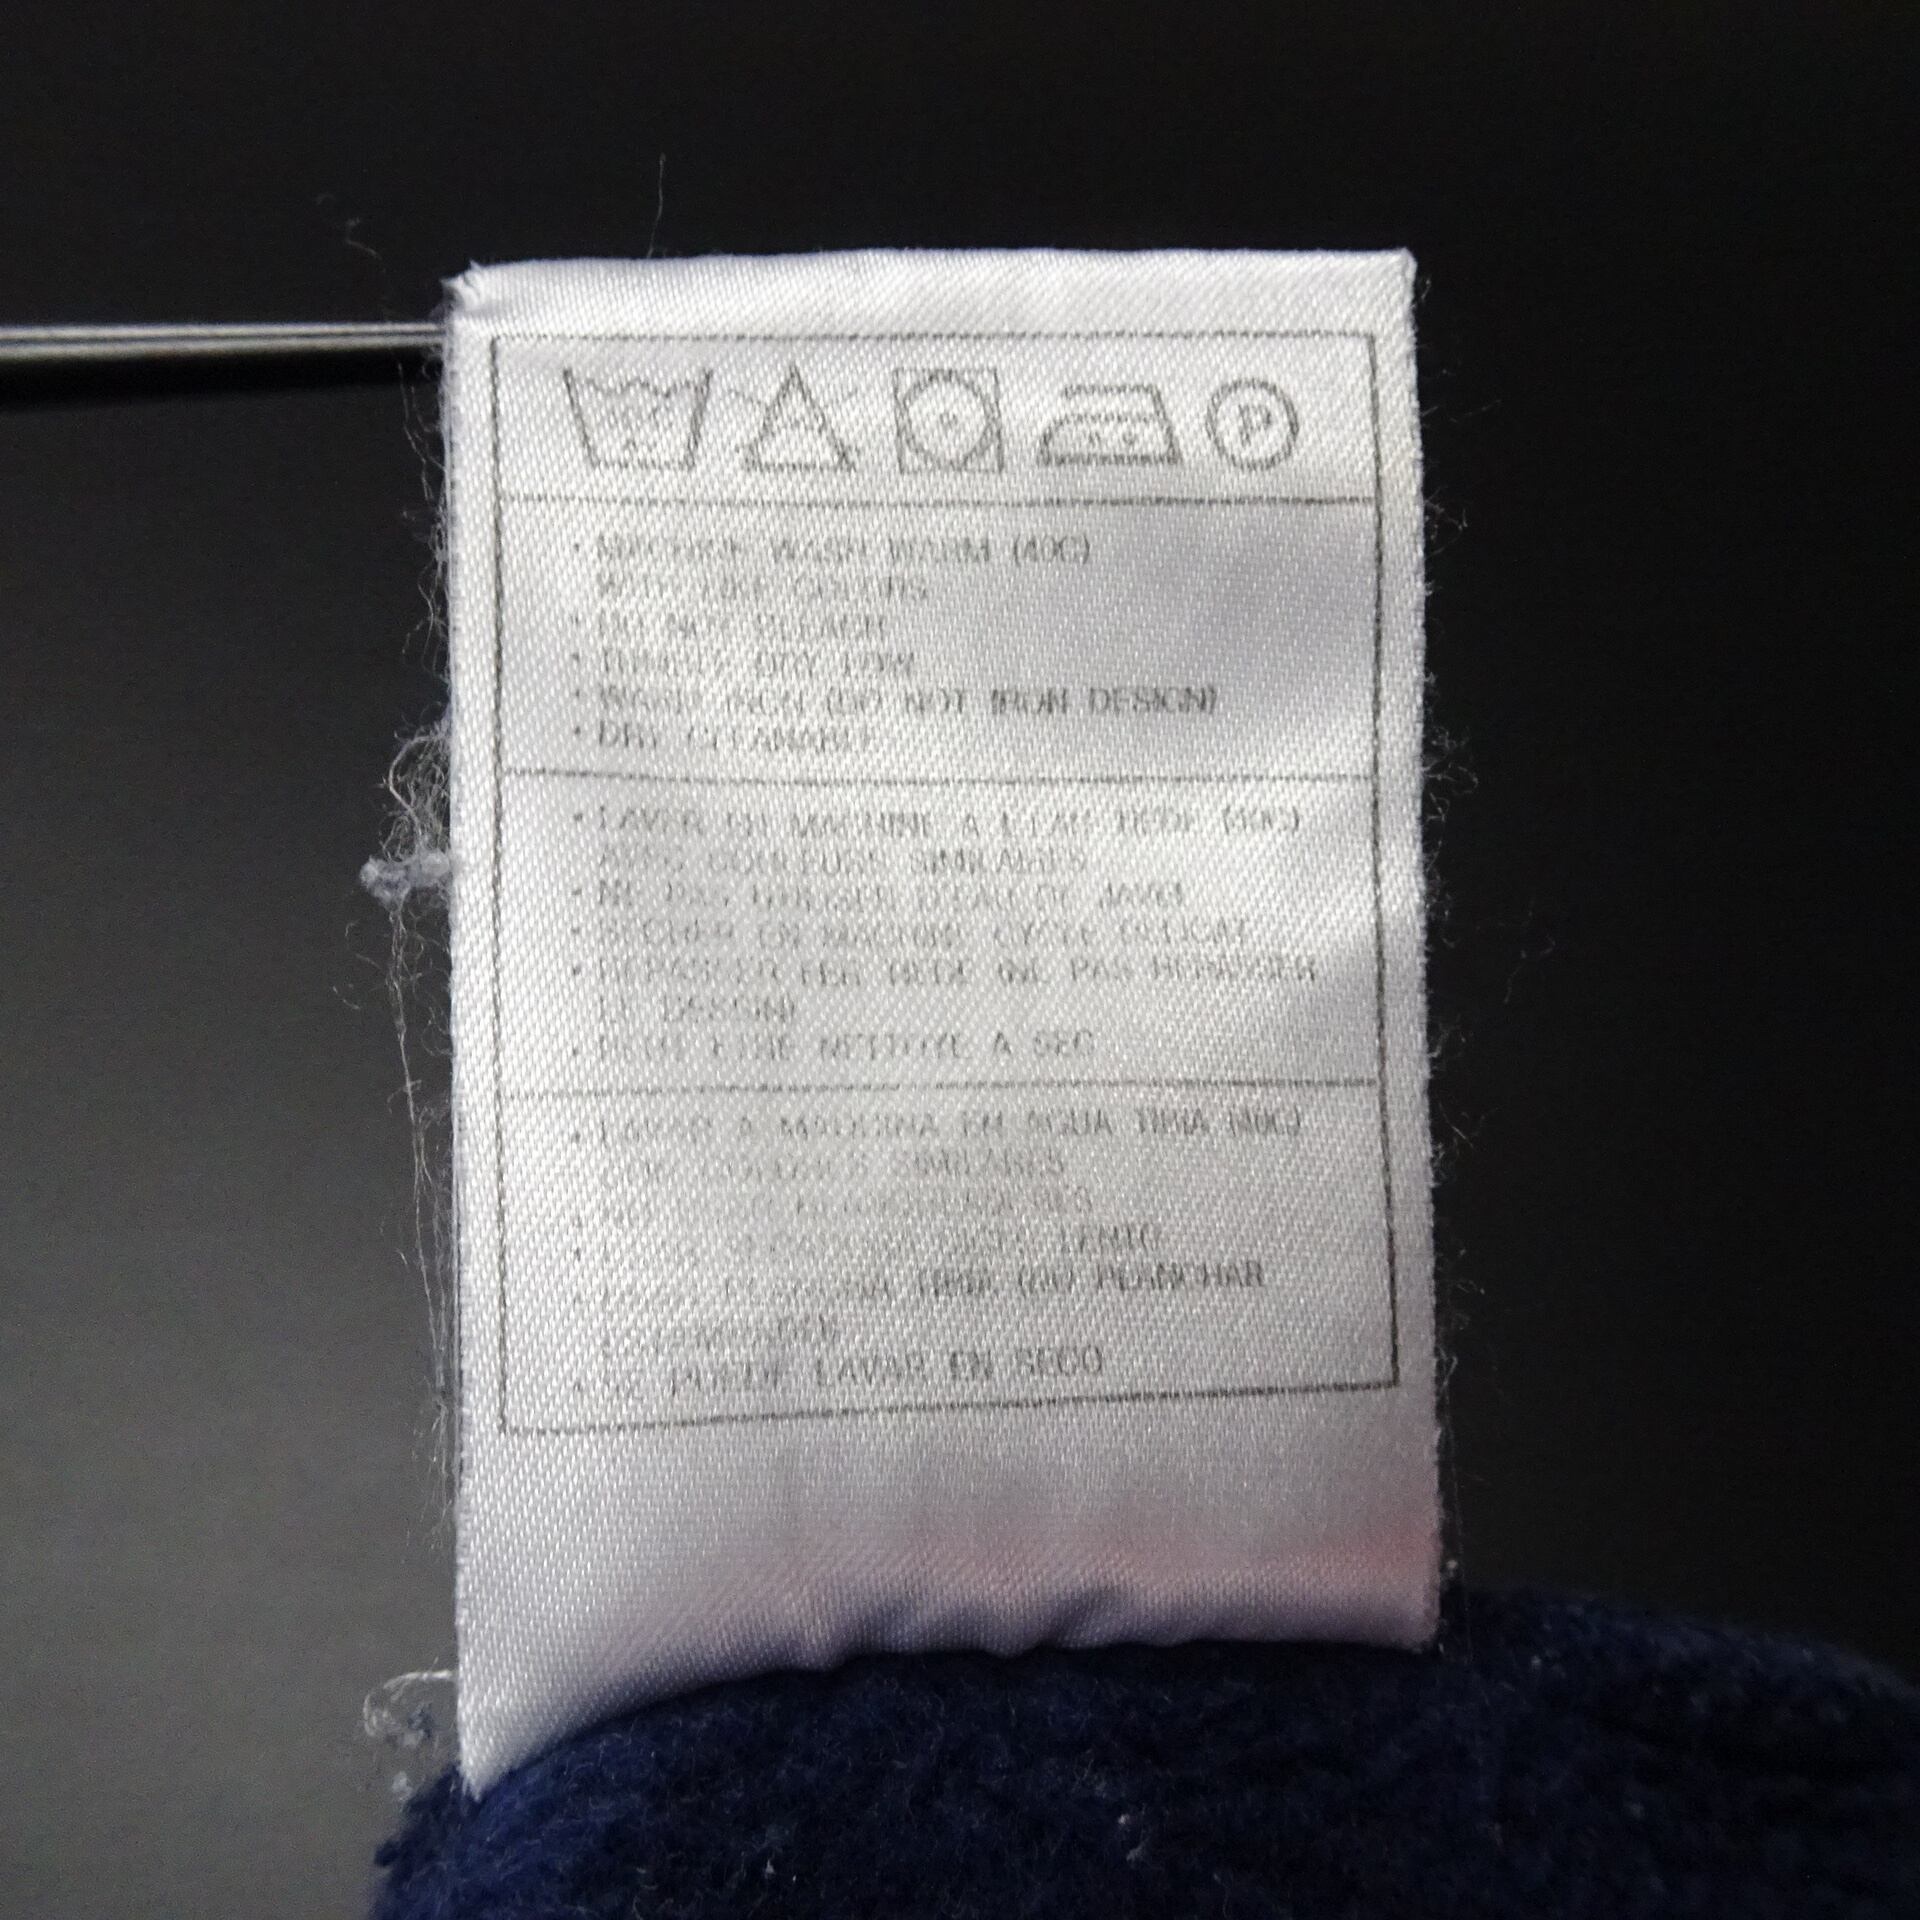 P
• MACHINE WASH WARM (40C)
WITH LIKE COLORS
• DO NOT BLEACH
• TUMBLE DRY LOW
• WARM IRON (DO NOT IRON DESIGN)
• DRY CLEANABLE
• LAVER EN MACHINE A L'EAU TIEDE (40C)
AVEC COULEURS SIMILAIRES
• NE PAS UTILISER D'EAU DE JAVEL
• SECHER EN MACHINE CYCLE DELICAT
• REPASSER FER TIEDE (NE PAS REPASSER
LE DESSIN)
• PEUT ETRE NETTOYE A SEC
• LAVAR A MAQUINA EN AGUA TIBIA (40C)
CON COLORES SIMILARES
•
• LENTO
• TIBIA (NO PLANCHAR
• SE PUEDE LAVAR EN SECO